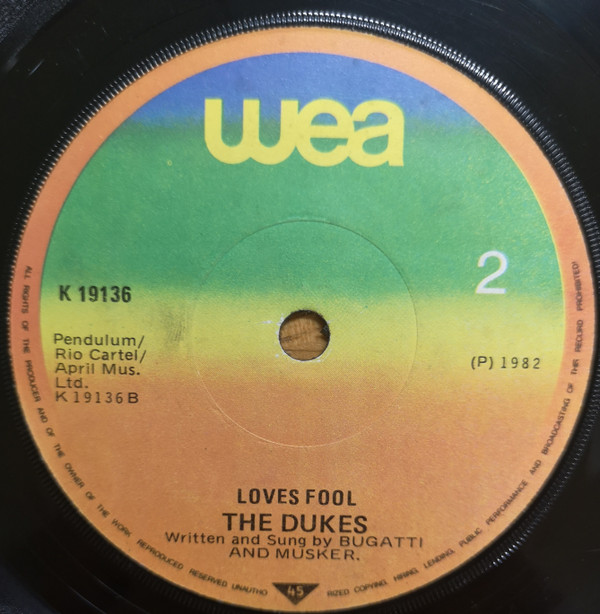 wea
2
K 19136
Pendulum/
Rio Cartel/
April Mus.
Ltd.
K 19136 B
(P) 1982
LOVES FOOL
THE DUKES
Written and Sung by BUGATTI
AND MUSKER.
ALL RIGHTS OF THE PRODUCER AND OF THE OWNER OF THE WORK REPRODUCED RESERVED UNAUTHO
45
RIZED COPYING, HIRING, LENDING, PUBLIC PERFORMANCE AND BROADCASTING OF THIS RECORD PROHIBITED!